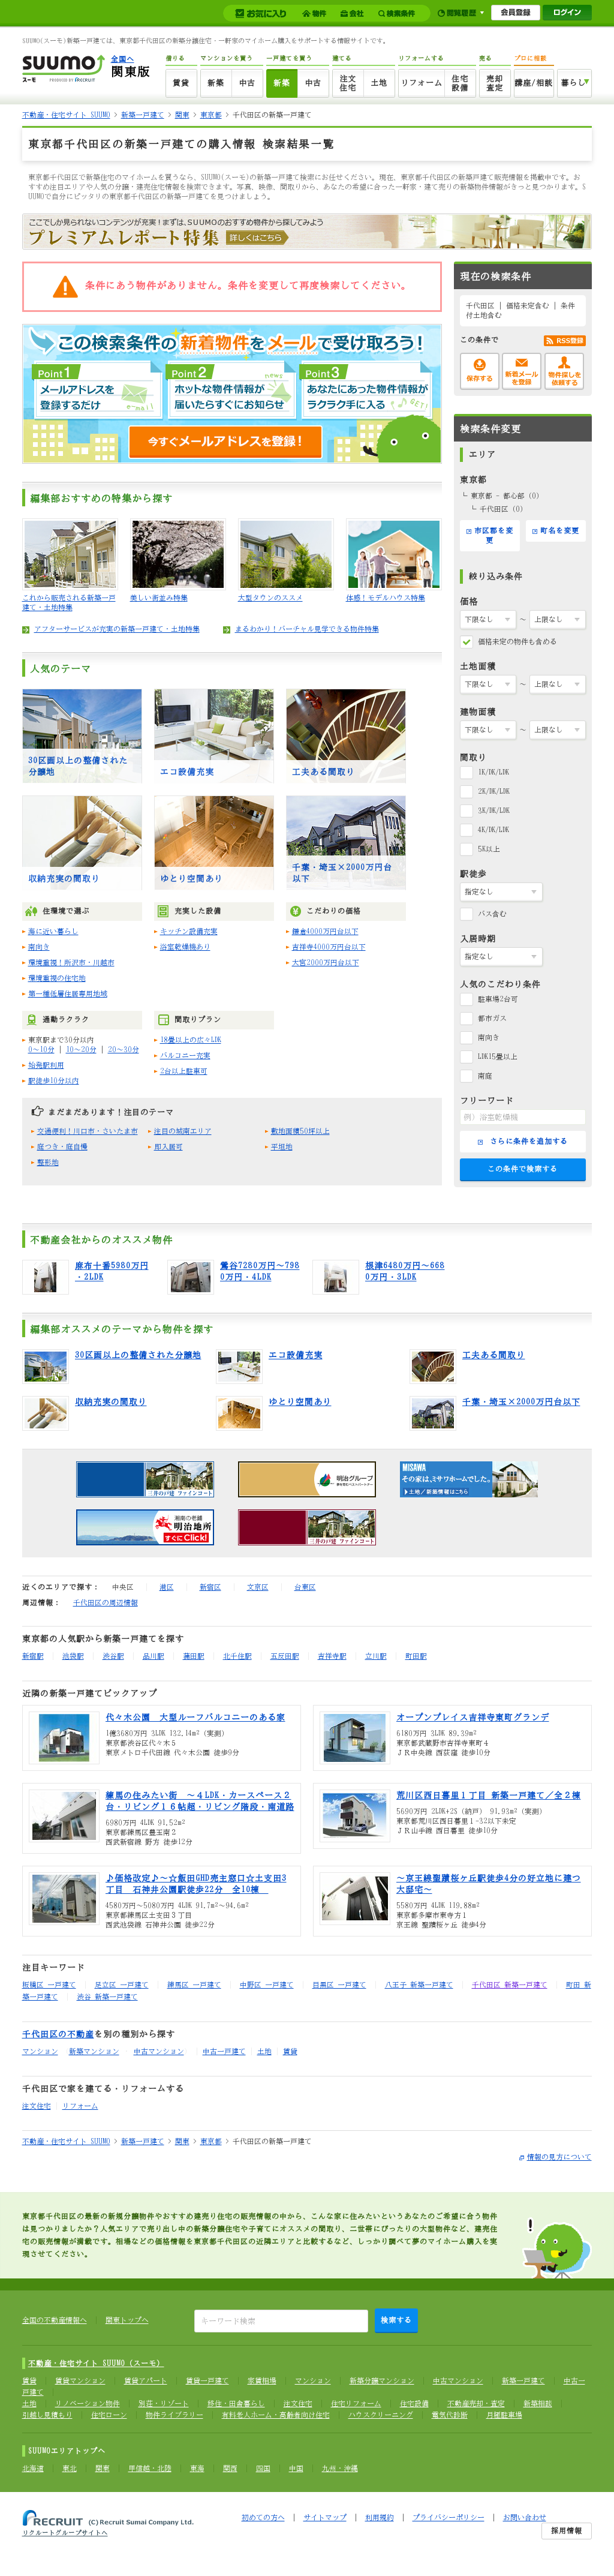 お気に入り 物件 会社 検索条件 閲覧履歴 会員登録 ログイン
SUUMO(スーモ)新築一戸建ては、東京都千代田区の新築分譲住宅・一軒家のマイホーム購入をサポートする情報サイトです。
SUUMO スーモ 全国へ 関東版
借りる マンションを買う 一戸建てを買う 建てる リフォームする 売る プロに相談
賃貸 新築 中古 新築 中古 注文住宅 土地 リフォーム 住宅設備 売却査定 講座/相談 暮らし
不動産・住宅サイト SUUMO > 新築一戸建て > 関東 > 東京都 > 千代田区の新築一戸建て
東京都千代田区の新築一戸建ての購入情報 検索結果一覧
東京都千代田区で新築住宅のマイホームを買うなら、SUUMO(スーモ)の新築一戸建て検索にお任せください。現在、東京都千代田区の新築戸建て販売情報を掲載中です。おすすめ注目エリアや人気の分譲・建売住宅情報を検索できます。写真、映像、間取りから、あなたの希望に合った一軒家・建て売りの新築物件情報がきっと見つかります。SUUMOで自分にピッタリの東京都千代田区の新築一戸建てを見つけましょう。
ここでしか見られないコンテンツが充実！まずは、SUUMOのおすすめ物件から探してみよう
プレミアムレポート特集 詳しくはこちら
条件にあう物件がありません。条件を変更して再度検索してください。
この検索条件の新着物件をメールで受け取ろう！
Point1 メールアドレスを登録するだけ
Point2 ホットな物件情報が届いたらすぐにお知らせ
Point3 あなたにあった物件情報がラクラク手に入る
今すぐメールアドレスを登録！
編集部おすすめの特集から探す
これから販売される新築一戸建て・土地特集
美しい街並み特集
大型タウンのススメ
体感！モデルハウス特集
アフターサービスが充実の新築一戸建て・土地特集
まるわかり！バーチャル見学できる物件特集
人気のテーマ
30区画以上の整備された分譲地
エコ設備充実
工夫ある間取り
収納充実の間取り
ゆとり空間あり
千葉・埼玉×2000万円台以下
住環境で選ぶ
海に近い暮らし
南向き
環境重視！所沢市・川越市
環境重視の住宅地
第一種低層住居専用地域
充実した設備
キッチン設備充実
浴室乾燥機あり
こだわりの価格
鎌倉4000万円台以下
吉祥寺4000万円台以下
大宮2000万円台以下
通勤ラクラク
東京駅まで30分以内
0～10分 | 10～20分 | 20～30分
始発駅利用
駅徒歩10分以内
間取りプラン
18畳以上の広々LDK
バルコニー充実
2台以上駐車可
まだまだあります！注目のテーマ
交通便利！川口市・さいたま市
注目の城南エリア
敷地面積50坪以上
庭つき・庭自慢
即入居可
平坦地
整形地
現在の検索条件
千代田区 | 価格未定含む | 条件付土地含む
この条件で RSS登録
保存する 新着メールを登録 物件探しを依頼する
検索条件変更
エリア
東京都
└ 東京都 - 都心部（0）
└ 千代田区（0）
市区郡を変更 町名を変更
絞り込み条件
価格
下限なし ～ 上限なし
価格未定の物件も含める
土地面積
下限なし ～ 上限なし
建物面積
下限なし ～ 上限なし
間取り
1K/DK/LDK
2K/DK/LDK
3K/DK/LDK
4K/DK/LDK
5K以上
駅徒歩
指定なし
バス含む
入居時期
指定なし
人気のこだわり条件
駐車場2台可
都市ガス
南向き
LDK15畳以上
南庭
フリーワード
例）浴室乾燥機
さらに条件を追加する
この条件で検索する
不動産会社からのオススメ物件
麻布十番5980万円・2LDK
鶯谷7280万円～7980万円・4LDK
根津6480万円～6680万円・3LDK
編集部オススメのテーマから物件を探す
30区画以上の整備された分譲地
エコ設備充実
工夫ある間取り
収納充実の間取り
ゆとり空間あり
千葉・埼玉×2000万円台以下
三井の戸建 ファインコート
明治グループ
MISAWA その家は、ミサワホームでした。 土地／新築情報はこちら
湘南の老舗 明治地所 すぐにClick!
三井の戸建 ファインコート
近くのエリアで探す： 中央区 港区 新宿区 文京区 台東区
周辺情報： 千代田区の周辺情報
東京都の人気駅から新築一戸建てを探す
新宿駅 池袋駅 渋谷駅 品川駅 蒲田駅 北千住駅 五反田駅 吉祥寺駅 立川駅 町田駅
近隣の新築一戸建てピックアップ
代々木公園 大型ルーフバルコニーのある家
1億3680万円 3LDK 132.14m²（実測）
東京都渋谷区代々木５
東京メトロ千代田線 代々木公園 徒歩9分
オープンプレイス吉祥寺東町グランデ
6180万円 3LDK 89.39m²
東京都武蔵野市吉祥寺東町４
ＪＲ中央線 西荻窪 徒歩10分
練馬の住みたい街 ～４LDK・カースペース２台・リビング１６帖超・リビング階段・南道路
6980万円 4LDK 91.52m²
東京都練馬区豊玉南２
西武新宿線 野方 徒歩12分
荒川区西日暮里１丁目 新築一戸建て／全２棟
5690万円 2LDK+2S（納戸） 91.93m²（実測）
東京都荒川区西日暮里１-32以下未定
ＪＲ山手線 西日暮里 徒歩10分
♪価格改定♪～☆飯田GHD売主窓口☆土支田3丁目 石神井公園駅徒歩22分 全10棟
4580万円～5080万円 4LDK 91.7m²～94.6m²
東京都練馬区土支田３丁目
西武池袋線 石神井公園 徒歩22分
～京王線聖蹟桜ヶ丘駅徒歩4分の好立地に建つ大邸宅～
5580万円 4LDK 119.88m²
東京都多摩市東寺方１
京王線 聖蹟桜ヶ丘 徒歩4分
注目キーワード
板橋区 一戸建て 足立区 一戸建て 練馬区 一戸建て 中野区 一戸建て 目黒区 一戸建て 八王子 新築一戸建て 千代田区 新築一戸建て 町田 新築一戸建て 渋谷 新築一戸建て
千代田区の不動産を別の種別から探す
マンション 新築マンション 中古マンション 中古一戸建て 土地 賃貸
千代田区で家を建てる・リフォームする
注文住宅 リフォーム
不動産・住宅サイト SUUMO > 新築一戸建て > 関東 > 東京都 > 千代田区の新築一戸建て
情報の見方について
東京都千代田区の最新の新規分譲物件やおすすめ建売り住宅の販売情報の中から、こんな家に住みたいというあなたのご希望に合う物件は見つかりましたか？人気エリアで売り出し中の新築分譲住宅や子育てにオススメの間取り、二世帯にぴったりの大型物件など、建売住宅の販売情報が満載です。相場などの価格情報を東京都千代田区の近隣エリアと比較するなど、しっかり調べて夢のマイホーム購入を実現させてください。
全国の不動産情報へ 関東トップへ キーワード検索 検索する
不動産・住宅サイト SUUMO（スーモ）
賃貸 賃貸マンション 賃貸アパート 賃貸一戸建て 家賃相場 マンション 新築分譲マンション 中古マンション 新築一戸建て 中古一戸建て
土地 リノベーション物件 別荘・リゾート 移住・田舎暮らし 注文住宅 住宅リフォーム 住宅設備 不動産売却・査定 新築相談
引越し見積もり 住宅ローン 物件ライブラリー 有料老人ホーム・高齢者向け住宅 ハウスクリーニング 電気代診断 月極駐車場
SUUMOエリアトップへ
北海道 東北 関東 甲信越・北陸 東海 関西 四国 中国 九州・沖縄
RECRUIT (C) Recruit Sumai Company Ltd.
リクルートグループサイトへ
初めての方へ | サイトマップ | 利用規約 | プライバシーポリシー | お問い合わせ
採用情報